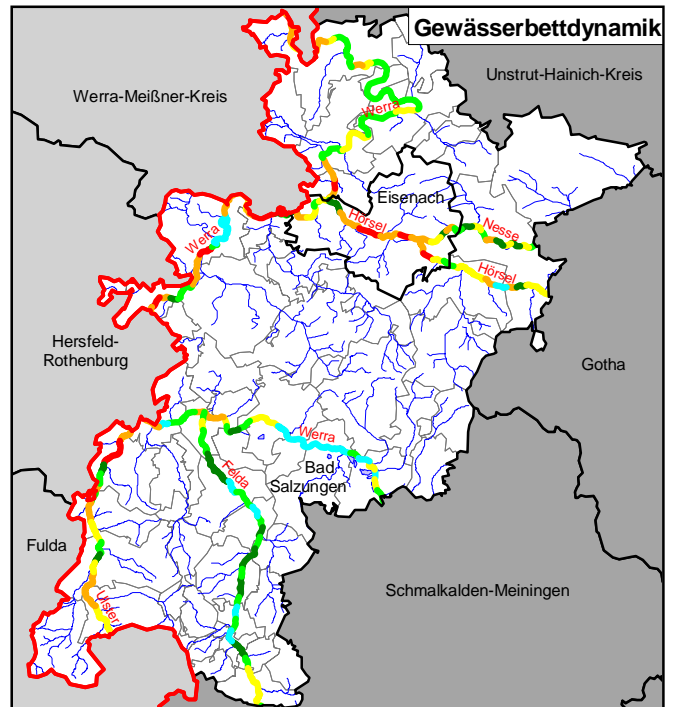 Gewässerbettdynamik
Unstrut-Hainich-Kreis
Werra-Meißner-Kreis
Werra
Eisenach
Hörsel
Nesse
Werra
Hörsel
Hersfeld-
Rothenburg
Gotha
Werra
Felda
Bad
Salzungen
Fulda
Schmalkalden-Meiningen
Ulster